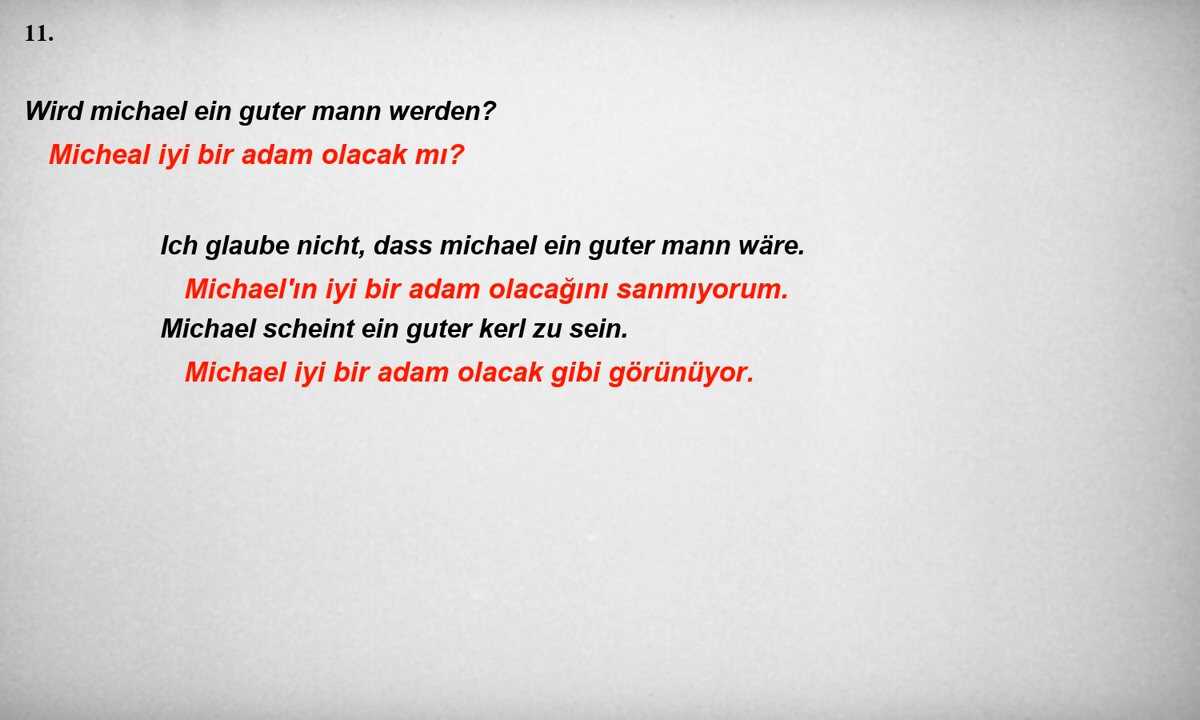 11.
Wird michael ein guter mann werden?
Micheal iyi bir adam olacak mı?
Ich glaube nicht, dass michael ein guter mann wäre.
Michael'ın iyi bir adam olacağını sanmıyorum.
Michael scheint ein guter kerl zu sein.
Michael iyi bir adam olacak gibi görünüyor.